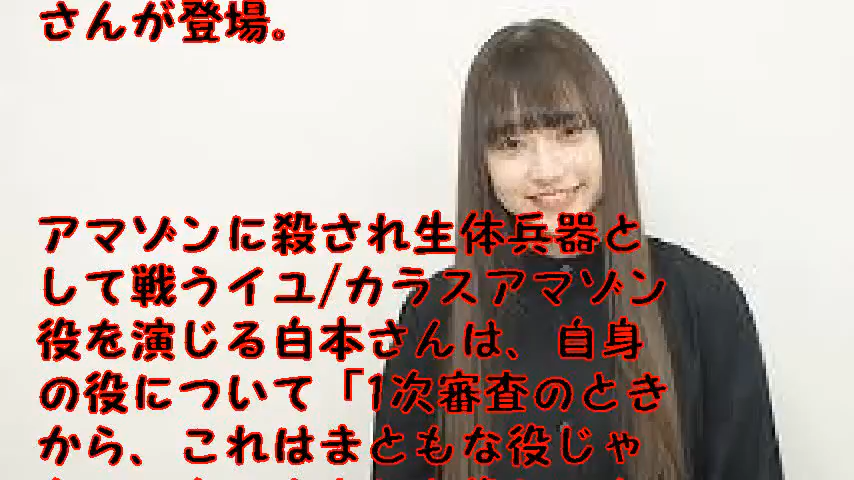 さんが登場。
アマゾンに殺され生体兵器と
して戦うイユ/カラスアマゾン
役を演じる白本さんは、自身
の役について「1次審査のとき
から、これはまともな役じゃ